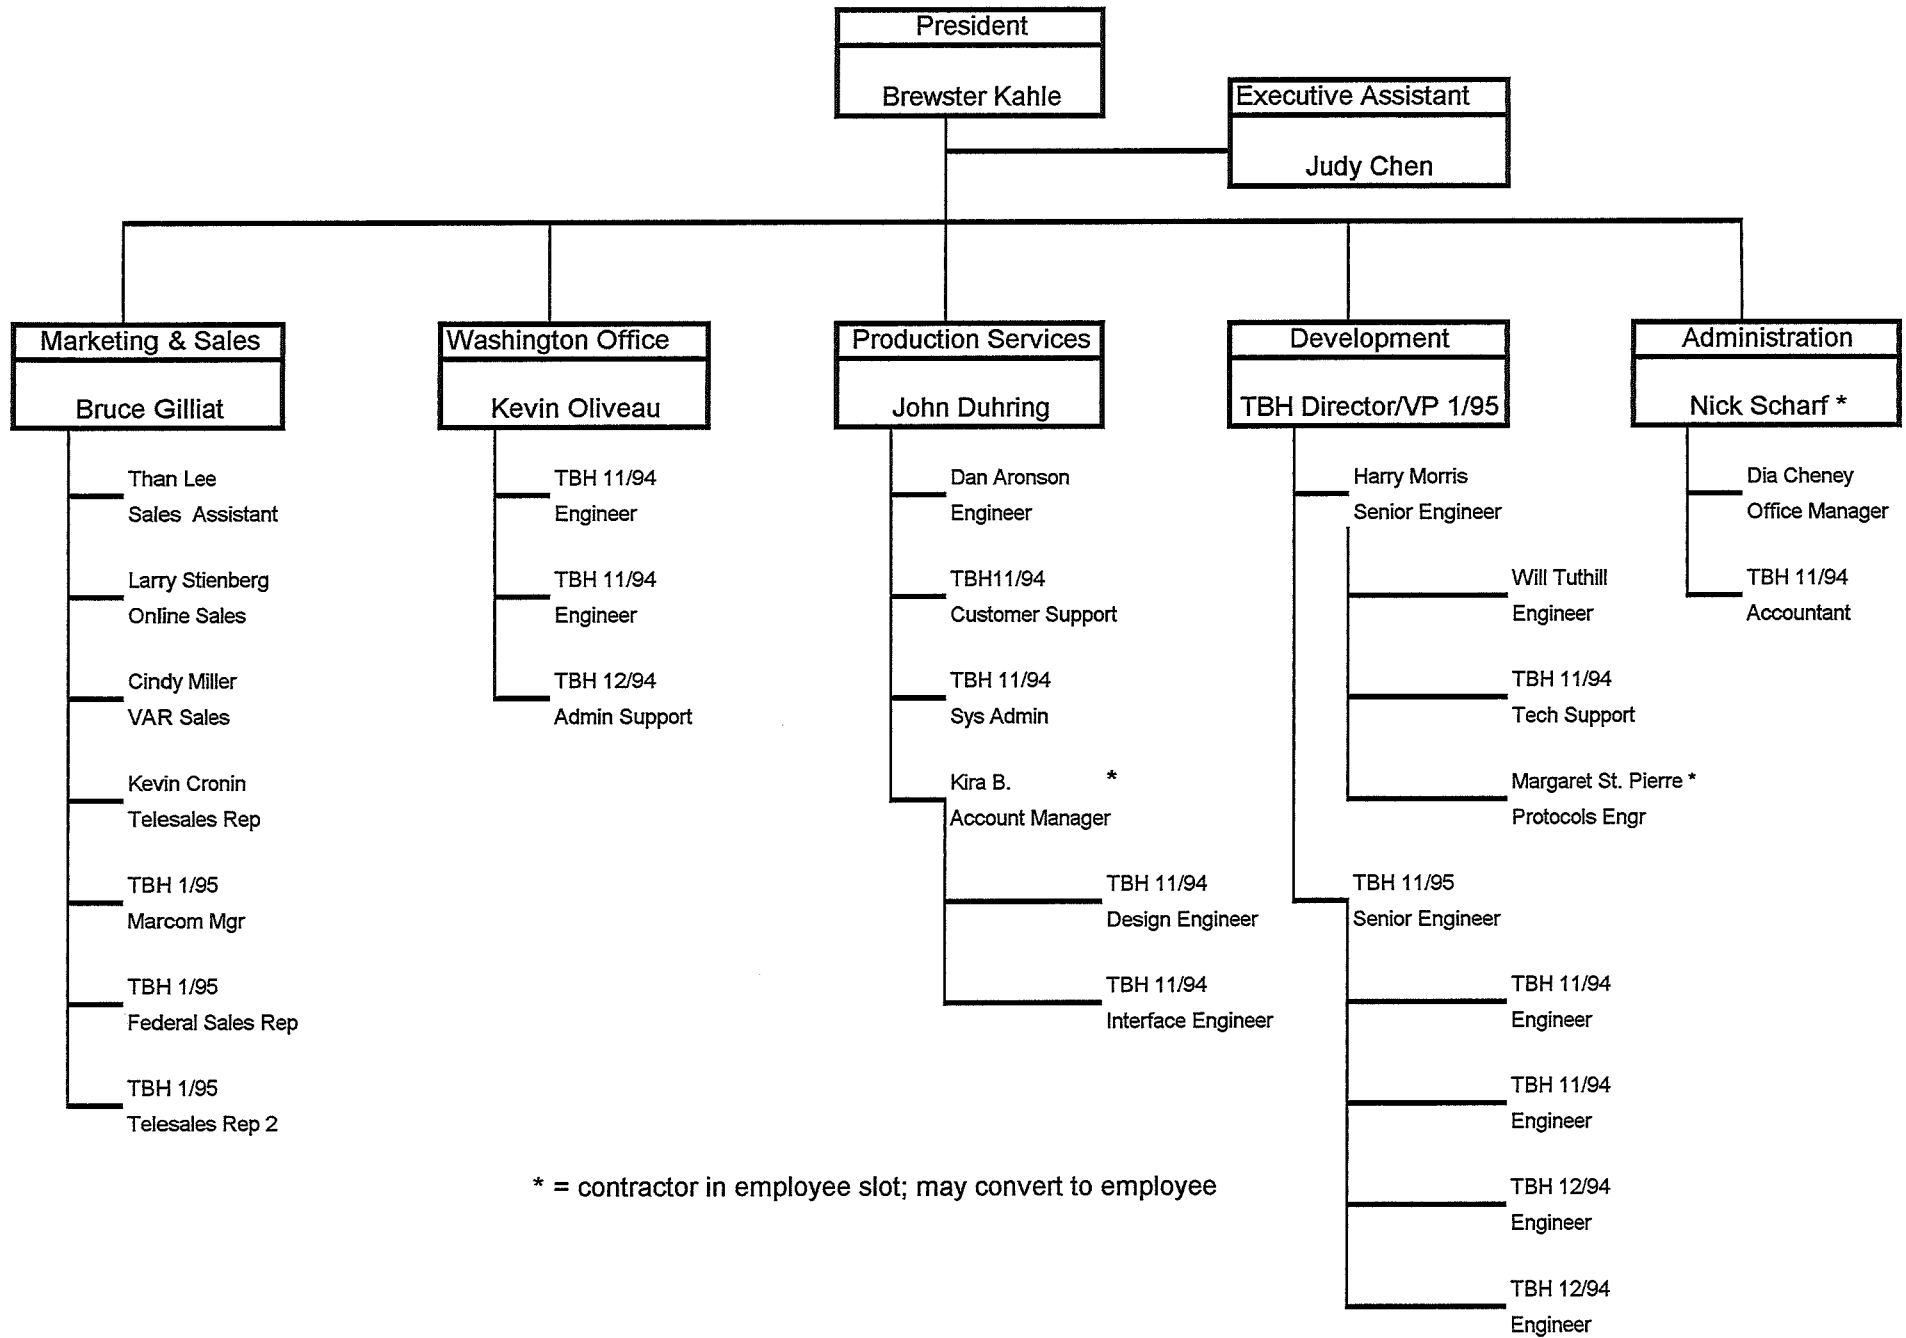 President
Brewster Kahle
Executive Assistant
Judy Chen
Marketing & Sales
Bruce Gilliat
Than Lee
Sales Assistant
Larry Stienberg
Online Sales
Cindy Miller
VAR Sales
Kevin Cronin
Telesales Rep
TBH 1/95
Marcom Mgr
TBH 1/95
Federal Sales Rep
TBH 1/95
Telesales Rep 2
Washington Office
Kevin Oliveau
TBH 11/94
Engineer
TBH 11/94
Engineer
TBH 12/94
Admin Support
Production Services
John Duhring
Dan Aronson
Engineer
TBH11/94
Customer Support
TBH 11/94
Sys Admin
Kira B. *
Account Manager
TBH 11/94
Design Engineer
TBH 11/94
Interface Engineer
Development
TBH Director/VP 1/95
Harry Morris
Senior Engineer
Will Tuthill
Engineer
TBH 11/94
Tech Support
Margaret St. Pierre *
Protocols Engr
TBH 11/95
Senior Engineer
TBH 11/94
Engineer
TBH 11/94
Engineer
TBH 12/94
Engineer
TBH 12/94
Engineer
Administration
Nick Scharf *
Dia Cheney
Office Manager
TBH 11/94
Accountant
* = contractor in employee slot; may convert to employee